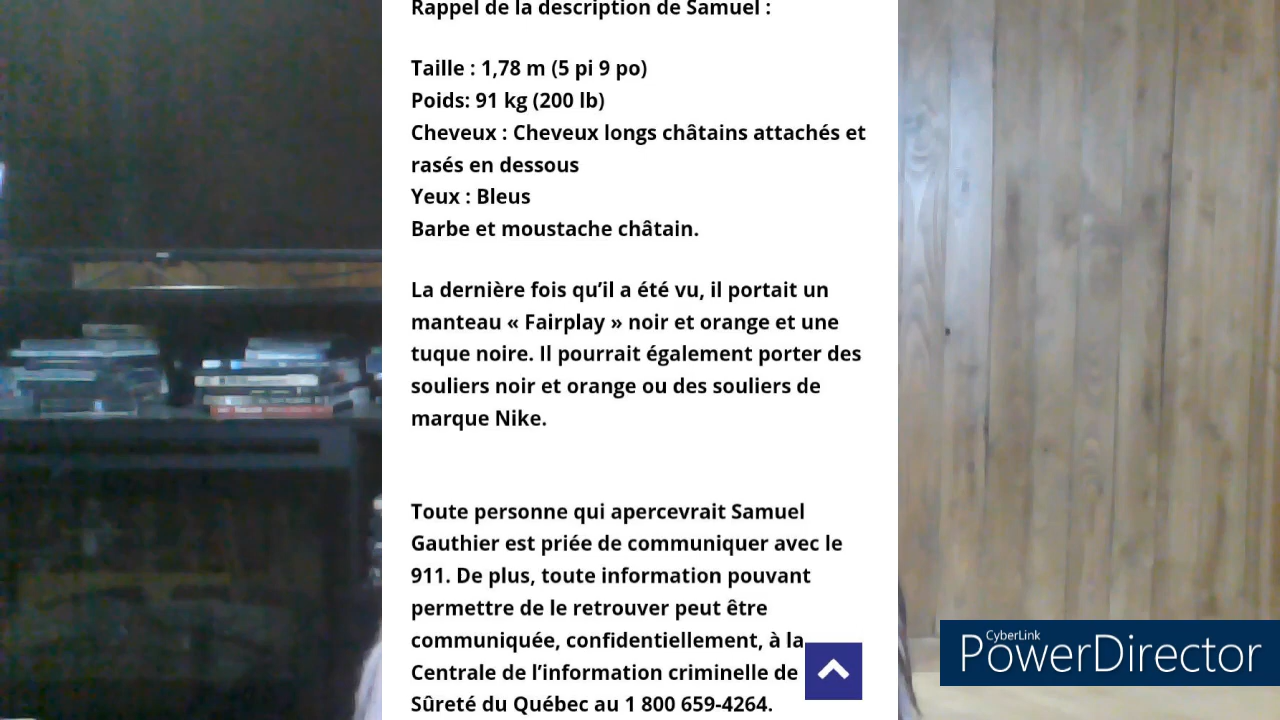 Rappel de la description de Samuel :
Taille : 1,78 m (5 pi 9 po)
Poids: 91 kg (200 lb)
Cheveux : Cheveux longs châtains attachés et
rasés en dessous
Yeux : Bleus
Barbe et moustache châtain.
La dernière fois qu’il a été vu, il portait un
manteau « Fairplay » noir et orange et une
tuque noire. Il pourrait également porter des
souliers noir et orange ou des souliers de
marque Nike.
Toute personne qui apercevrait Samuel
Gauthier est priée de communiquer avec le
911. De plus, toute information pouvant
permettre de le retrouver peut être
communiquée, confidentiellement, à la
Centrale de l’information criminelle de
Sûreté du Québec au 1 800 659-4264.
CyberLink
PowerDirector